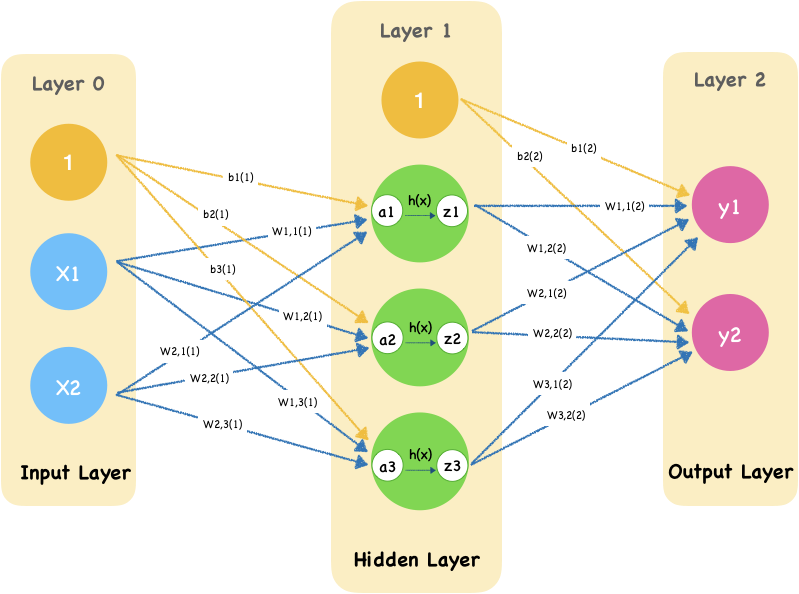 Layer 0
1
X1
X2
Input Layer
b1(1)
b2(1)
b3(1)
W1,1(1)
W1,2(1)
W2,1(1)
W2,2(1)
W1,3(1)
W2,3(1)
Layer 1
1
a1 h(x) z1
a2 h(x) z2
a3 h(x) z3
Hidden Layer
b1(2)
b2(2)
W1,1(2)
W1,2(2)
W2,1(2)
W2,2(2)
W3,1(2)
W3,2(2)
Layer 2
y1
y2
Output Layer